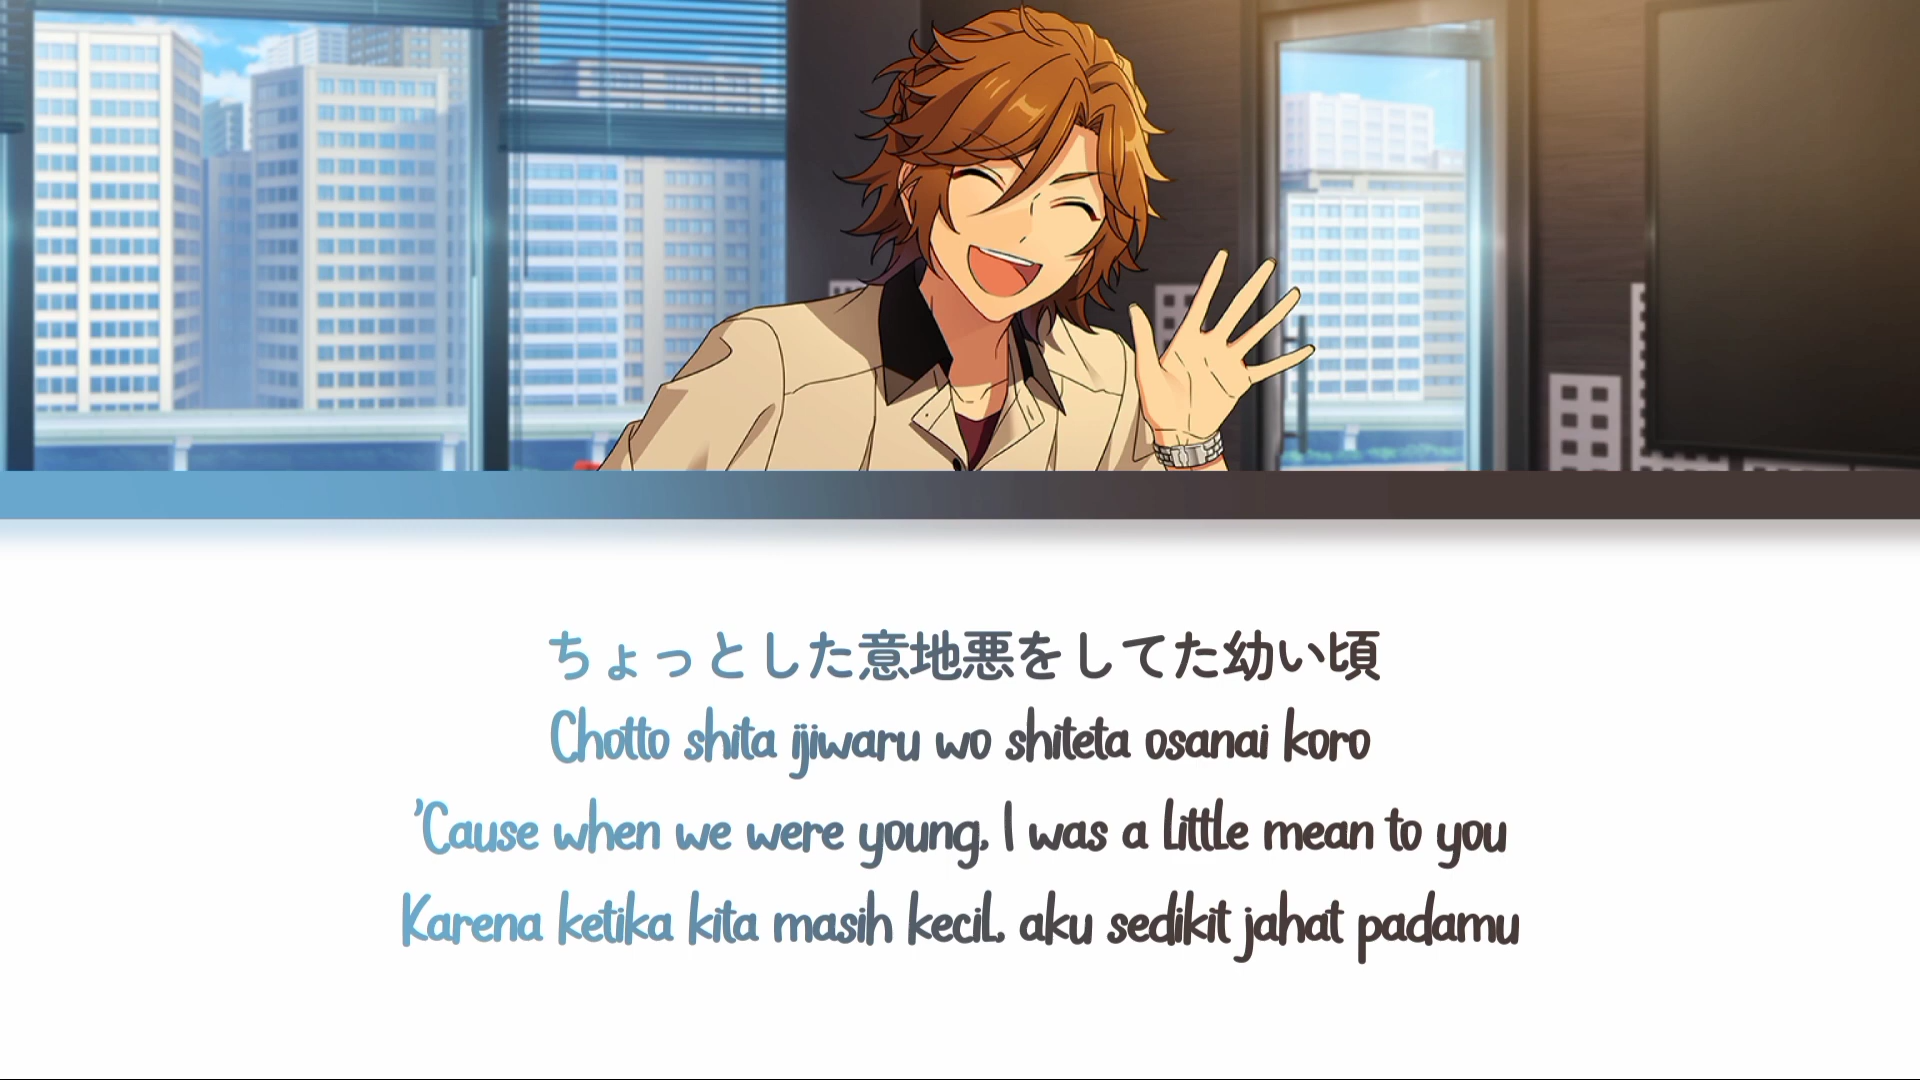 ちょっとした意地悪をしてた幼い頃
Chotto shita ijiwaru wo shiteta osanai koro
'Cause when we were young, I was a little mean to you
Karena ketika kita masih kecil, aku sedikit jahat padamu